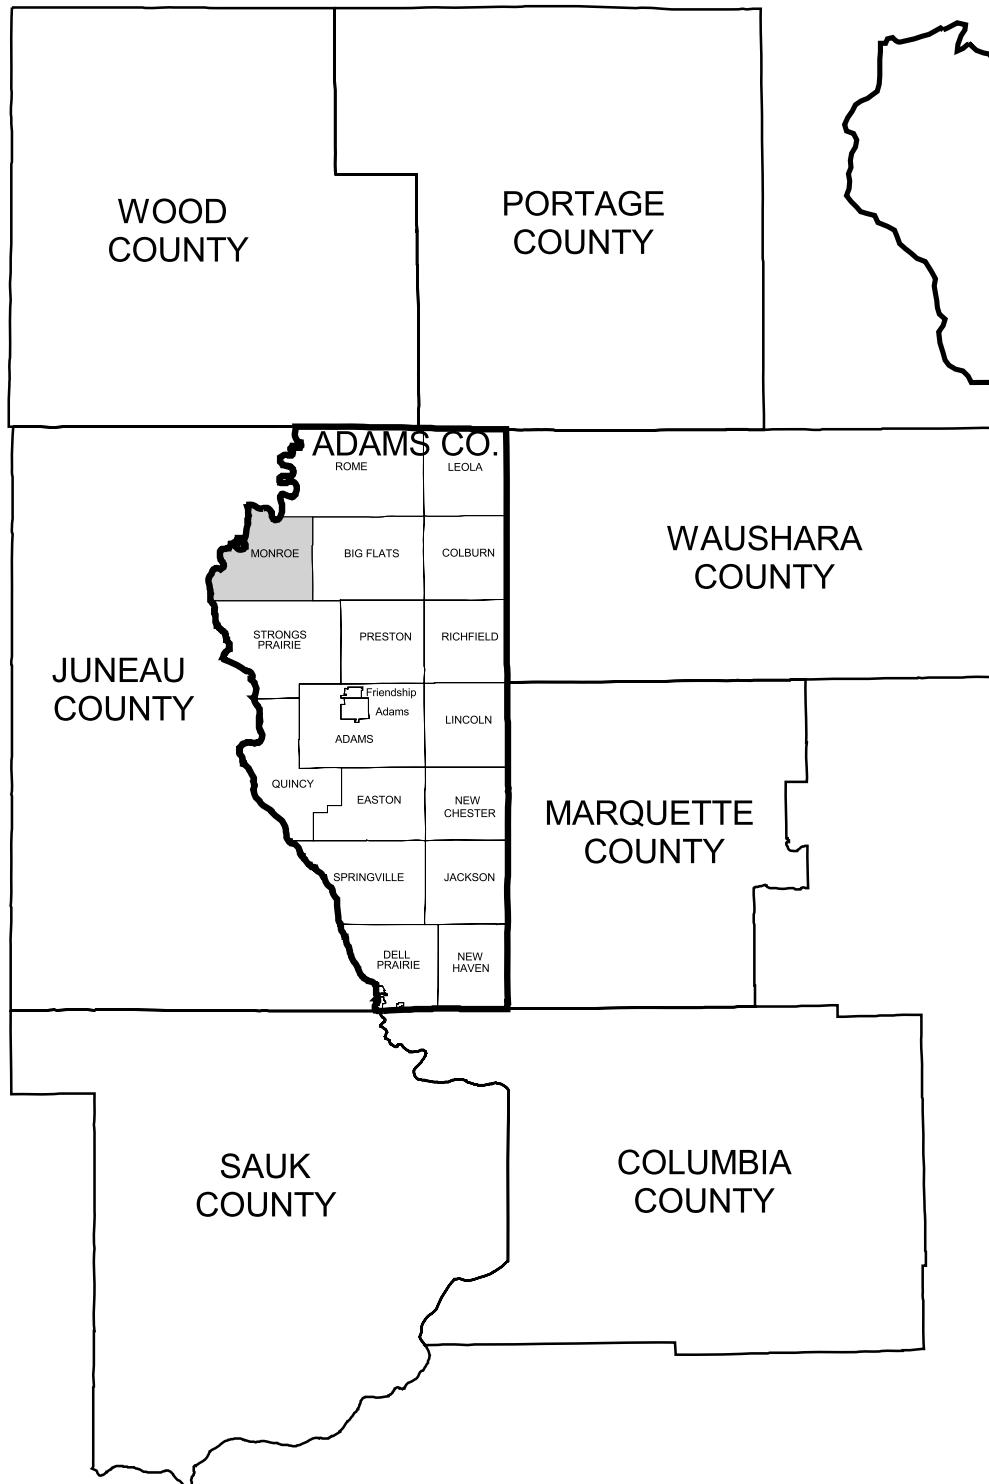 WOOD
COUNTY
PORTAGE
COUNTY
ADAMS CO.
ROME
LEOLA
MONROE
BIG FLATS
COLBURN
WAUSHARA
COUNTY
STRONGS
PRAIRIE
PRESTON
RICHFIELD
JUNEAU
COUNTY
Friendship
Adams
LINCOLN
ADAMS
QUINCY
EASTON
NEW
CHESTER
MARQUETTE
COUNTY
SPRINGVILLE
JACKSON
DELL
PRAIRIE
NEW
HAVEN
SAUK
COUNTY
COLUMBIA
COUNTY